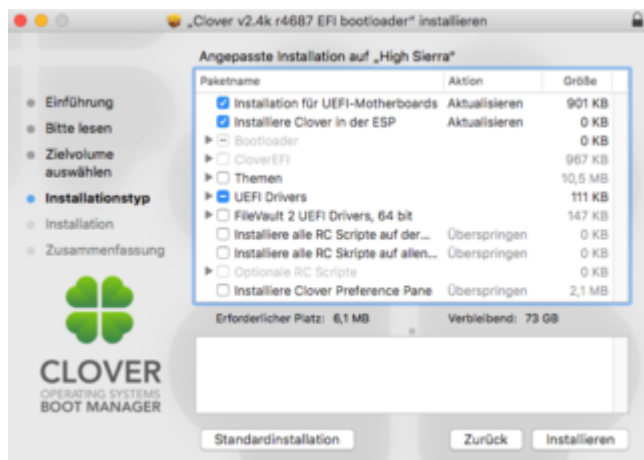 „Clover v2.4k r4687 EFI bootloader“ installieren
Angepasste Installation auf „High Sierra“
Paketname Aktion Größe
Installation für UEFI-Motherboards Aktualisieren 901 KB
Installiere Clover in der ESP Aktualisieren 0 KB
Bootloader 0 KB
CloverEFI 967 KB
Themen 10,5 MB
UEFI Drivers 111 KB
FileVault 2 UEFI Drivers, 64 bit 147 KB
Installiere alle RC Scripte auf der... Überspringen 0 KB
Installiere alle RC Skripte auf allen... Überspringen 0 KB
Optionale RC Scripte 0 KB
Installiere Clover Preference Pane Überspringen 2,1 MB
Einführung
Bitte lesen
Zielvolume
auswählen
Installationstyp
Installation
Zusammenfassung
Erforderlicher Platz: 6,1 MB Verbleibend: 73 GB
CLOVER
OPERATING SYSTEMS
BOOT MANAGER
Standardinstallation Zurück Installieren